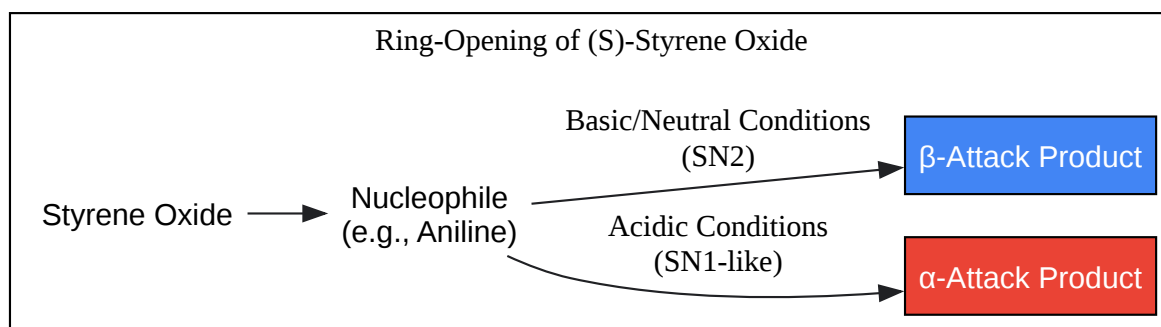 Ring-Opening of (S)-Styrene Oxide
Basic/Neutral Conditions
(SN2)
β-Attack Product
Styrene Oxide
Nucleophile
(e.g., Aniline)
Acidic Conditions
(SN1-like)
α-Attack Product